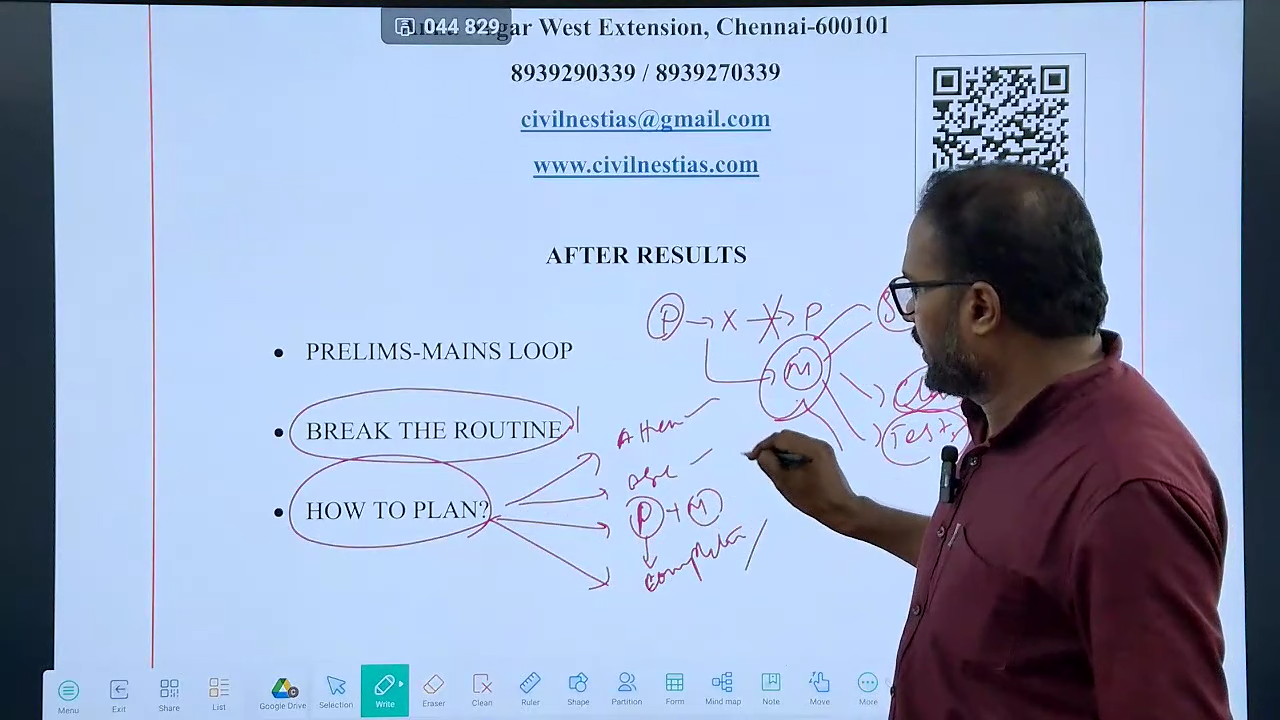 044 829
gar West Extension, Chennai-600101
8939290339 / 8939270339
civilnestias@gmail.com
www.civilnestias.com
AFTER RESULTS
P → X → P
• PRELIMS-MAINS LOOP
M
• BREAK THE ROUTINE
Test
• HOW TO PLAN?
P + M
Menu Exit Share List Google Drive Selection Write Eraser Clean Ruler Shape Partition Form Mind map Note Move More